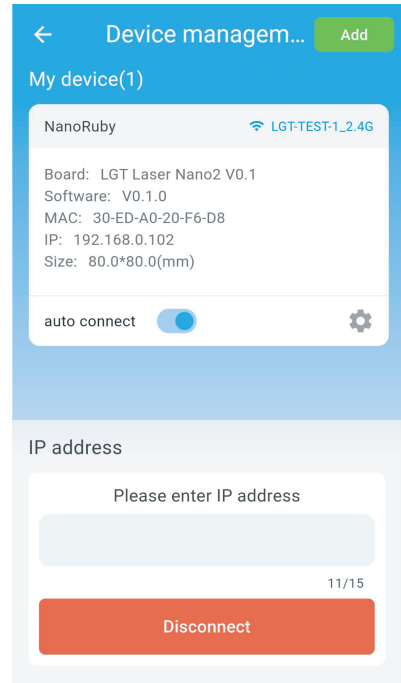 Device managem...
Add
My device(1)
NanoRuby
LGT-TEST-1_2.4G
Board: LGT Laser Nano2 V0.1
Software: V0.1.0
MAC: 30-ED-A0-20-F6-D8
IP: 192.168.0.102
Size: 80.0*80.0(mm)
auto connect
IP address
Please enter IP address
11/15
Disconnect